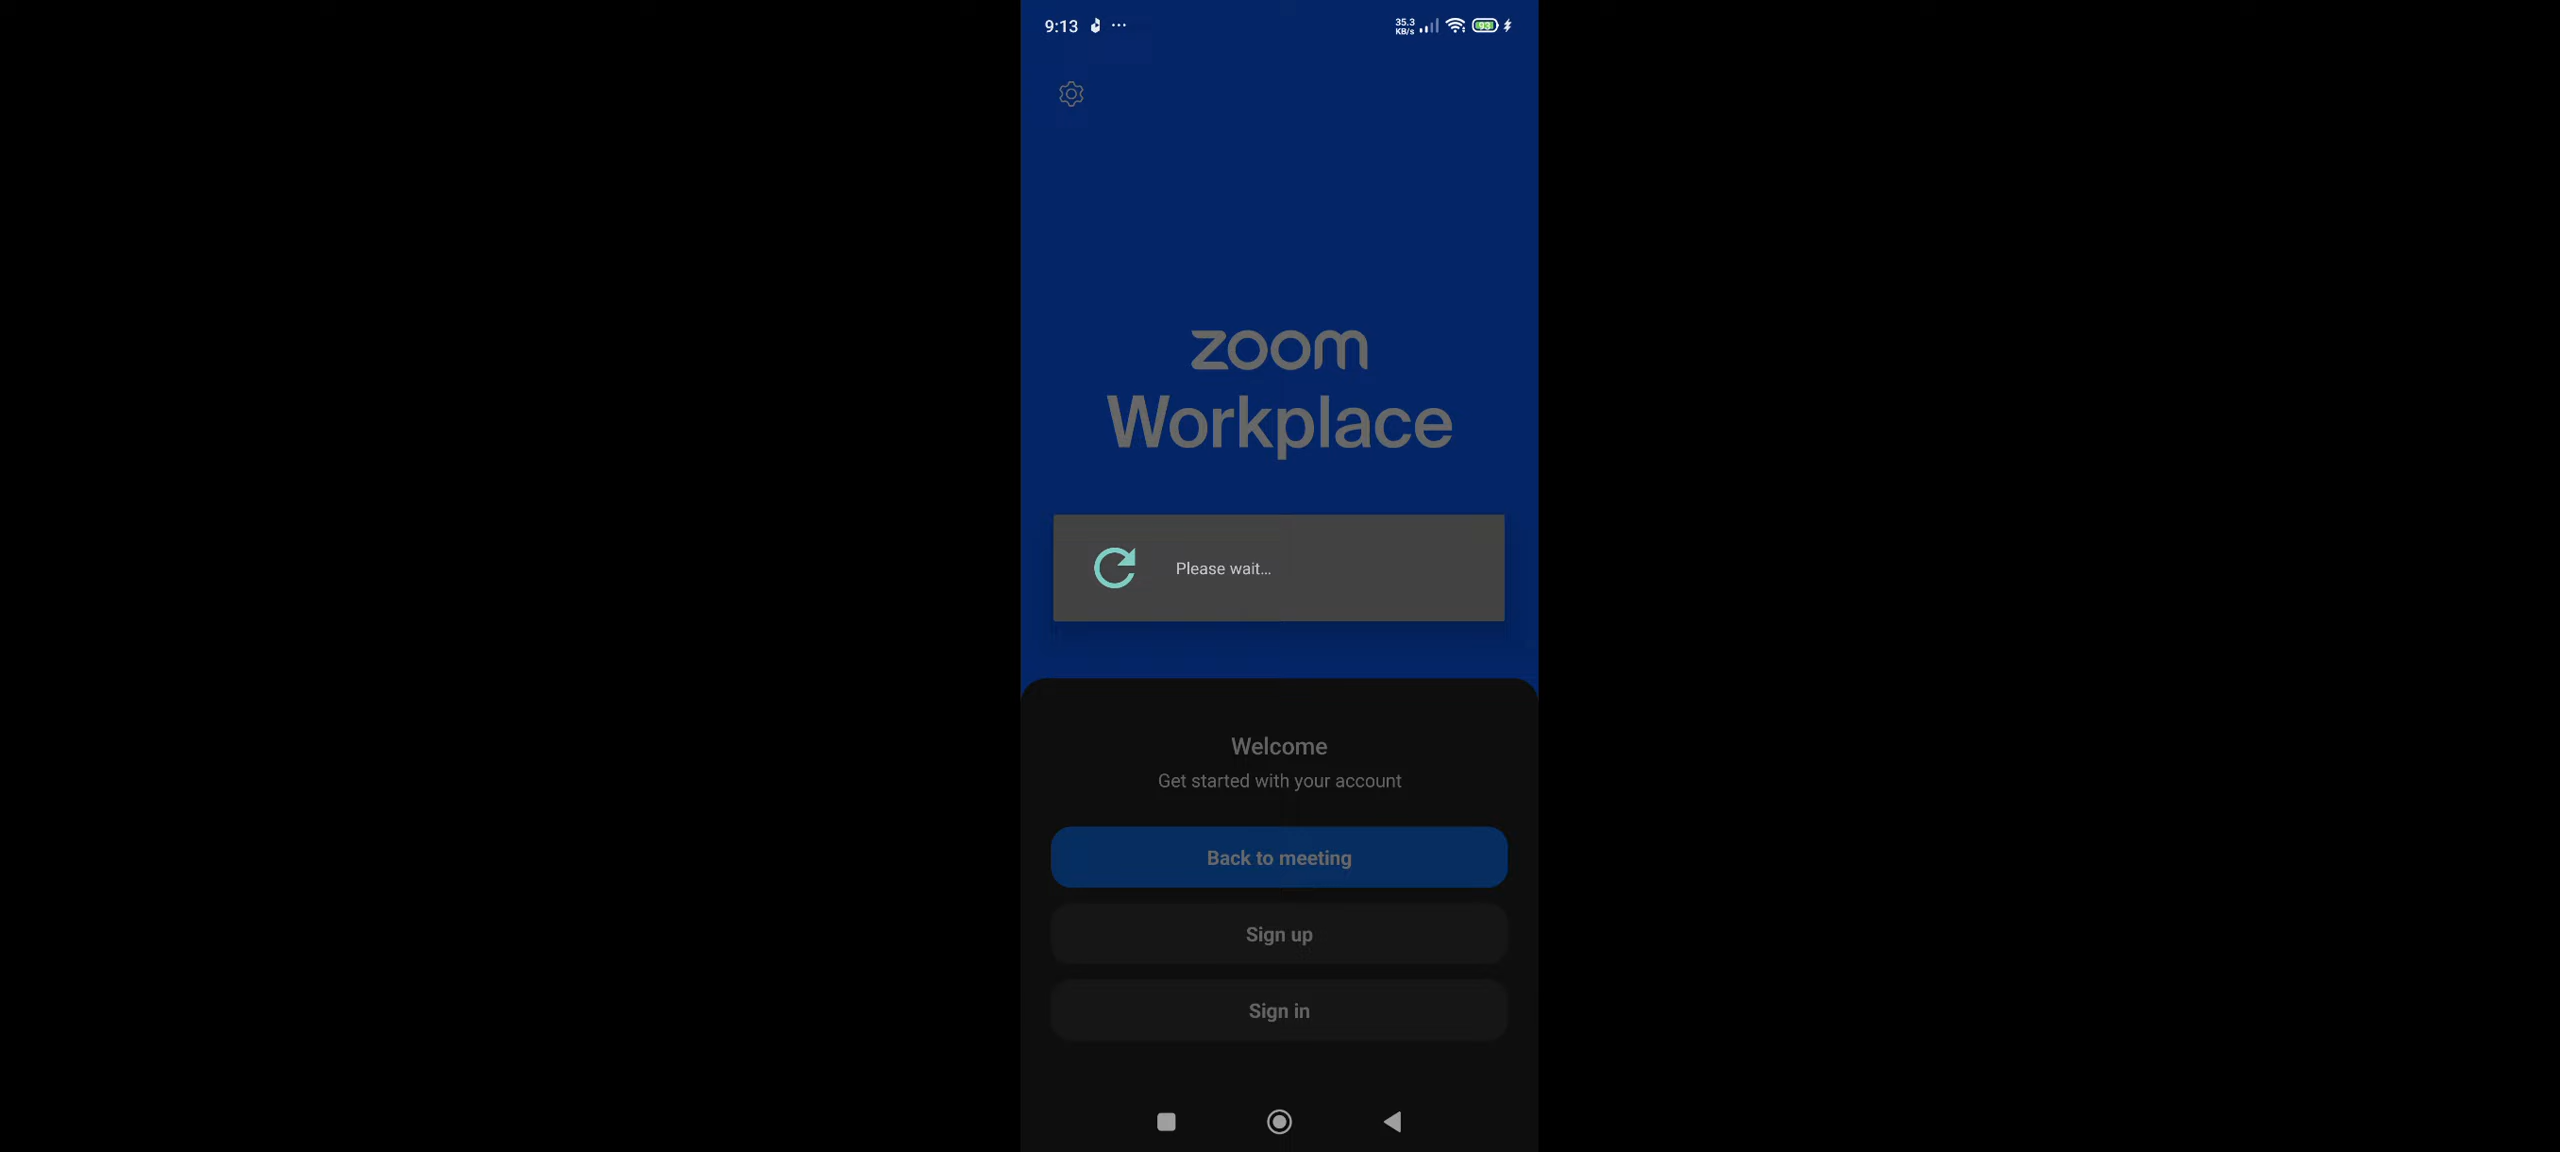 9:13 ...
35.3
KB/s
93
zoom
Workplace
Please wait...
Welcome
Get started with your account
Back to meeting
Sign up
Sign in